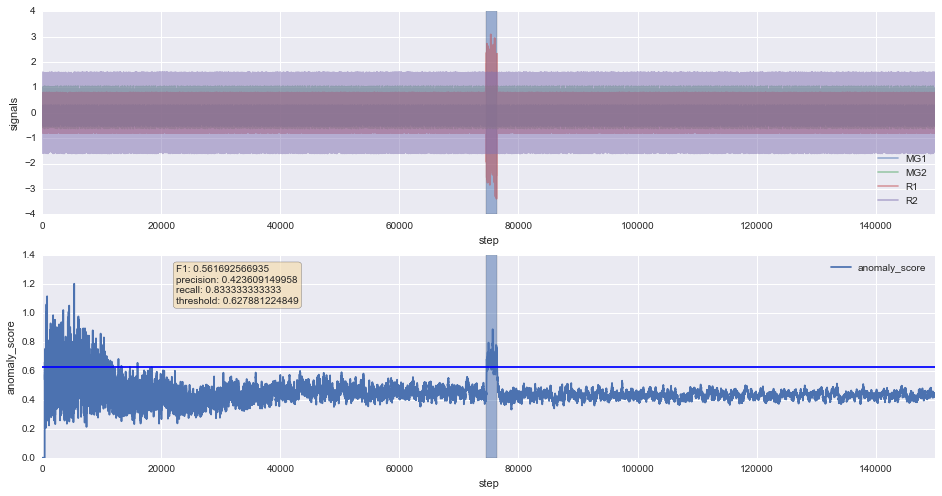 4
3
2
1
0
−1
−2
−3
−4
signals
MG1
MG2
R1
R2
0 20000 40000 60000 80000 100000 120000 140000
step
1.4
1.2
1.0
0.8
0.6
0.4
0.2
0.0
anomaly_score
F1: 0.561692566935
precision: 0.423609149958
recall: 0.833333333333
threshold: 0.627881224849
anomaly_score
0 20000 40000 60000 80000 100000 120000 140000
step